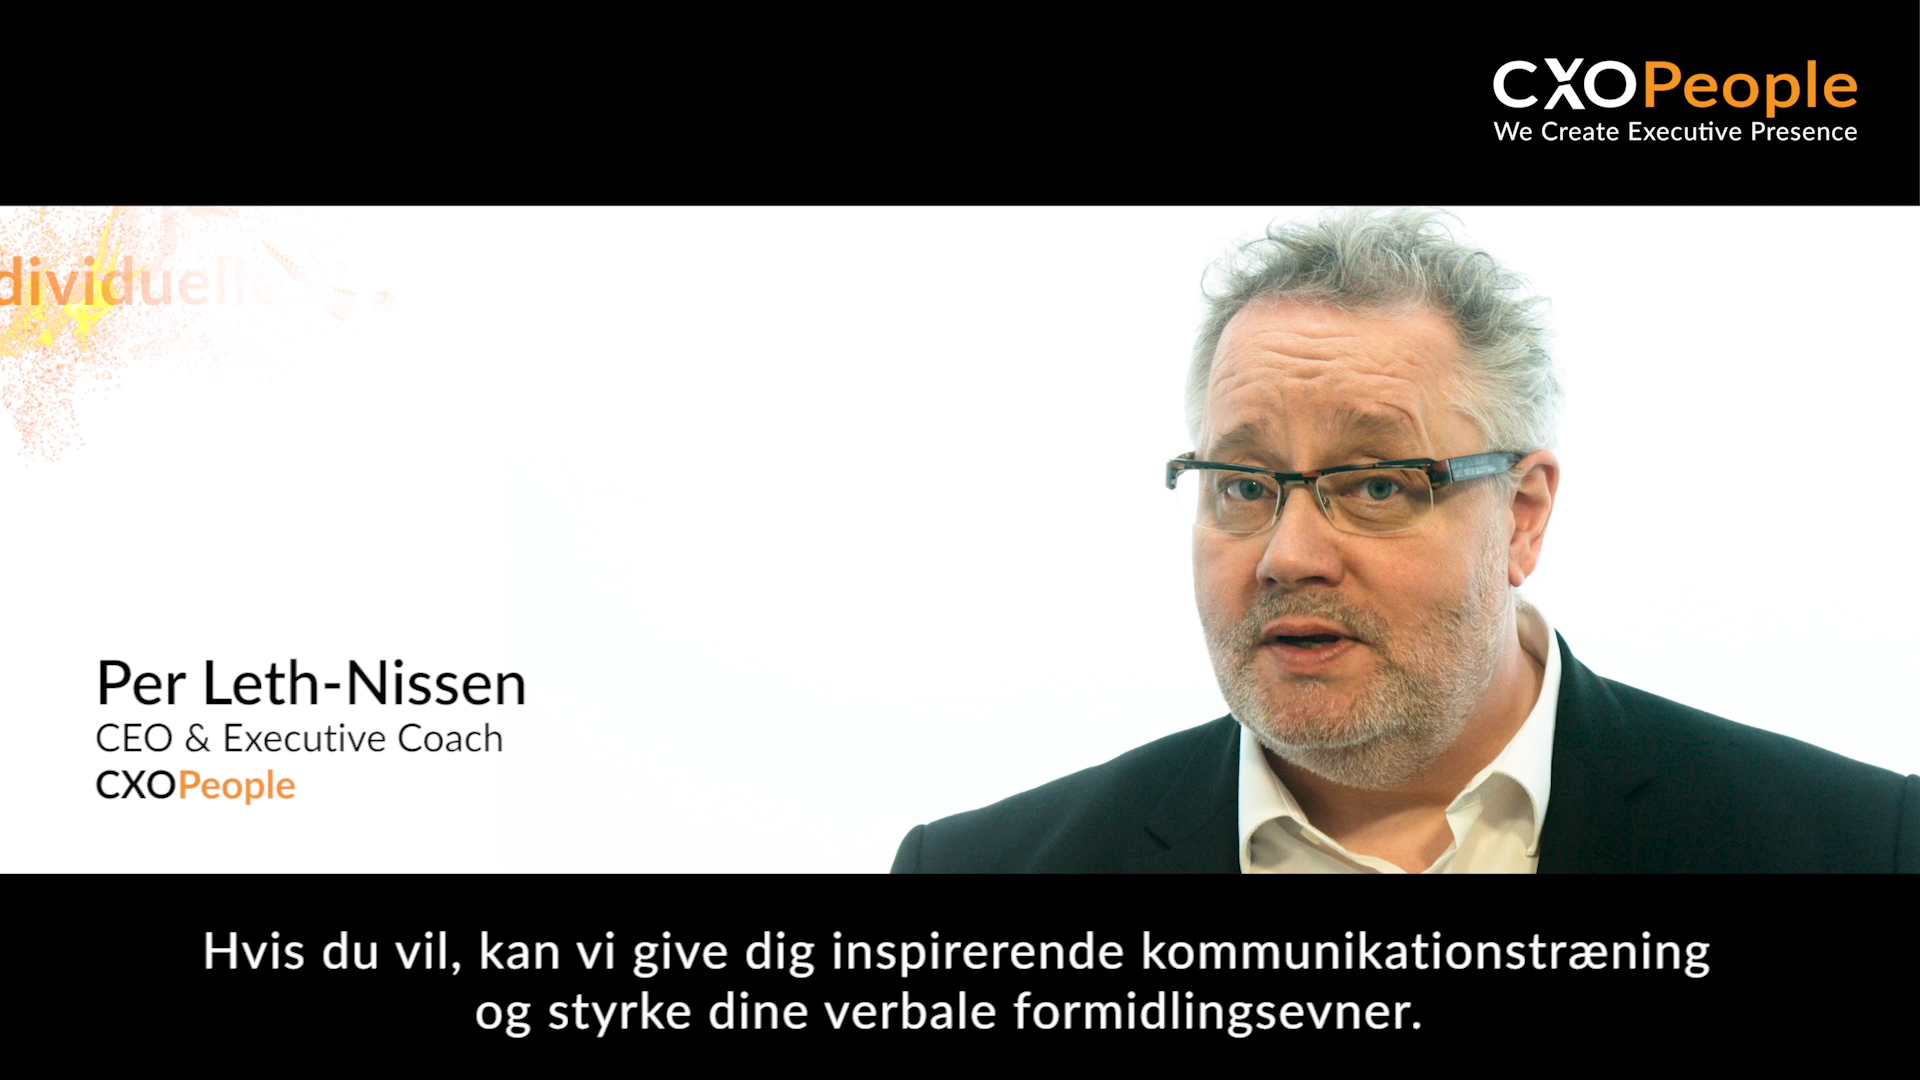 CXOPeople
We Create Executive Presence
dividuelle
Per Leth-Nissen
CEO & Executive Coach
CXOPeople
Hvis du vil, kan vi give dig inspirerende kommunikationstræning
og styrke dine verbale formidlingsevner.